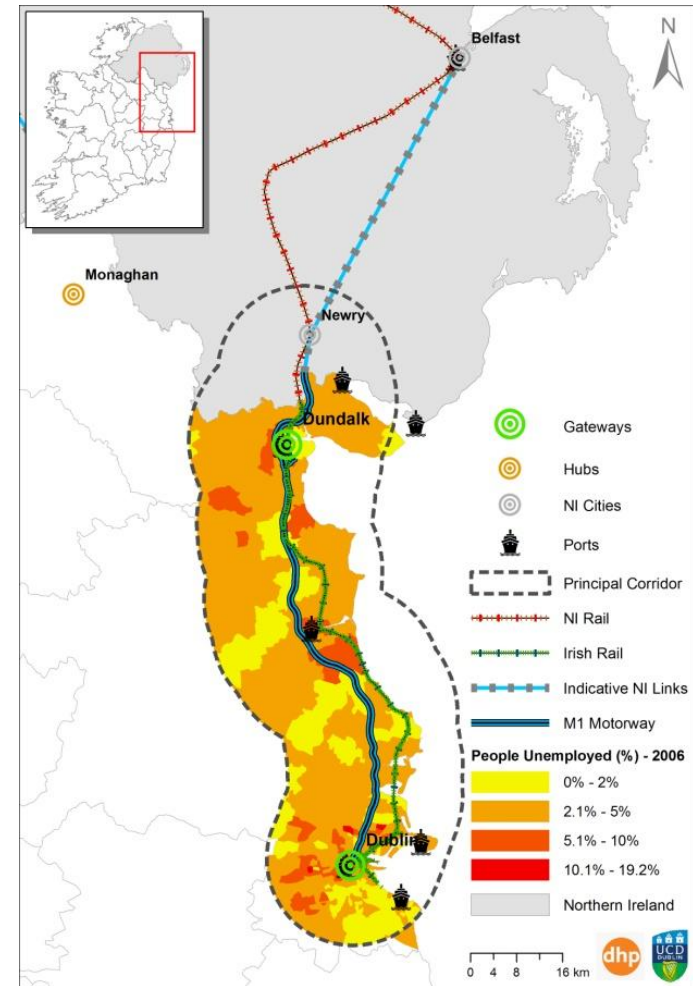 N
Belfast
Monaghan
Newry
Dundalk
Dublin
Gateways
Hubs
NI Cities
Ports
Principal Corridor
NI Rail
Irish Rail
Indicative NI Links
M1 Motorway
People Unemployed (%) - 2006
0% - 2%
2.1% - 5%
5.1% - 10%
10.1% - 19.2%
Northern Ireland
0 4 8 16 km
dhp
UCD
DUBLIN